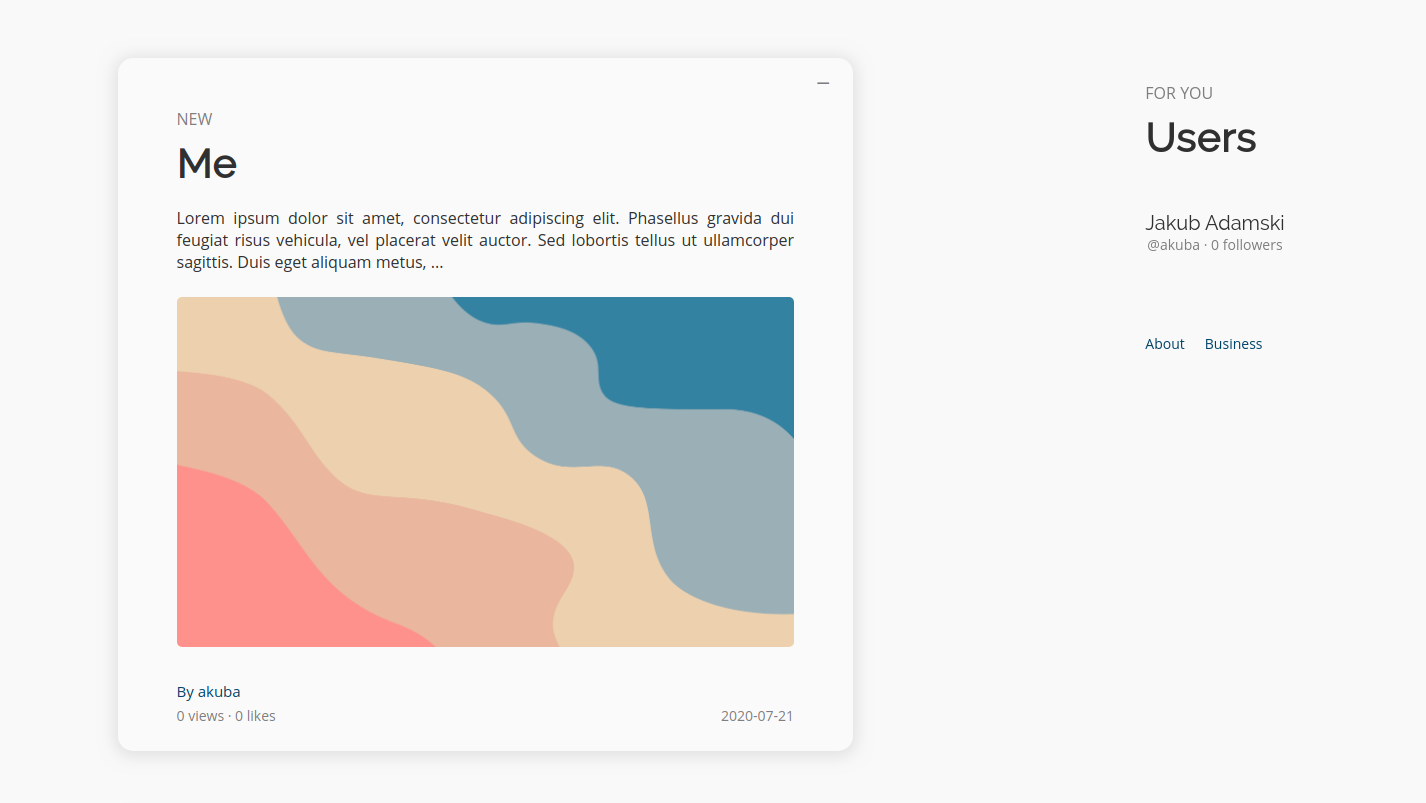 NEW
Me
Lorem ipsum dolor sit amet, consectetur adipiscing elit. Phasellus gravida dui
feugiat risus vehicula, vel placerat velit auctor. Sed lobortis tellus ut ullamcorper
sagittis. Duis eget aliquam metus, ...
By akuba
0 views · 0 likes
2020-07-21
FOR YOU
Users
Jakub Adamski
@akuba · 0 followers
About
Business